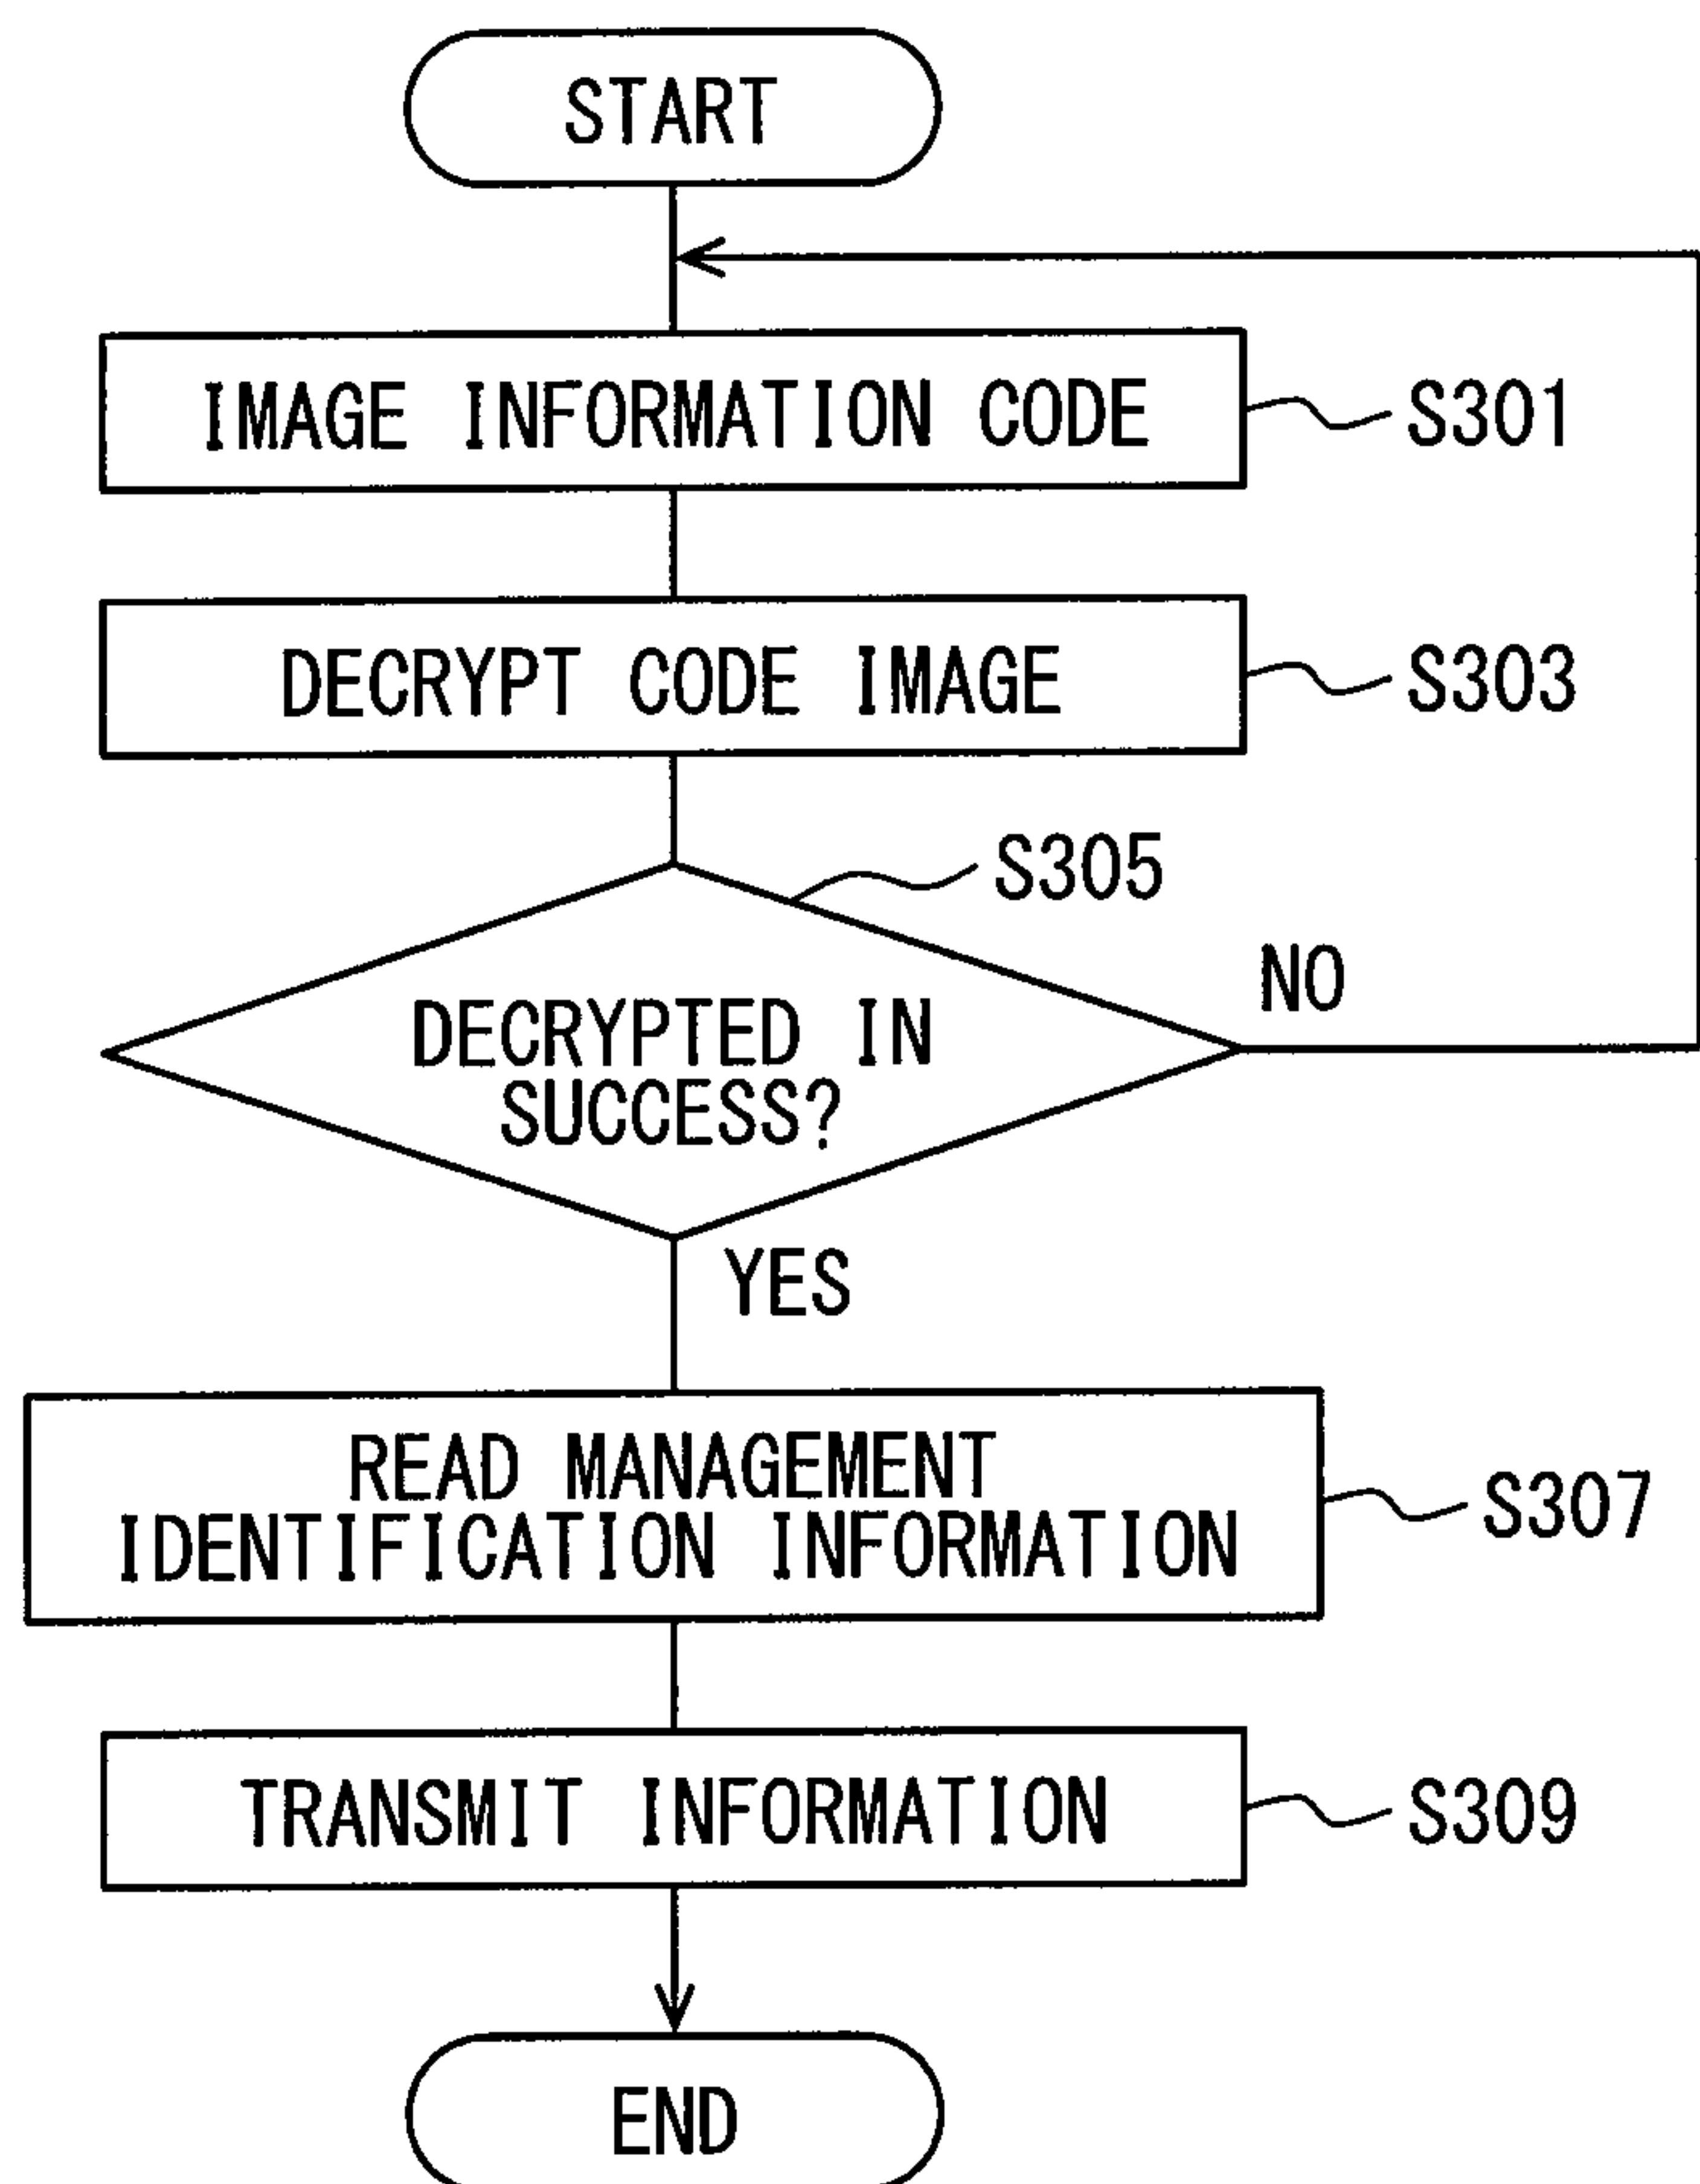 START
IMAGE INFORMATION CODE
S301
DECRYPT CODE IMAGE
S303
S305
DECRYPTED IN
SUCCESS?
NO
YES
READ MANAGEMENT
IDENTIFICATION INFORMATION
S307
TRANSMIT INFORMATION
S309
END